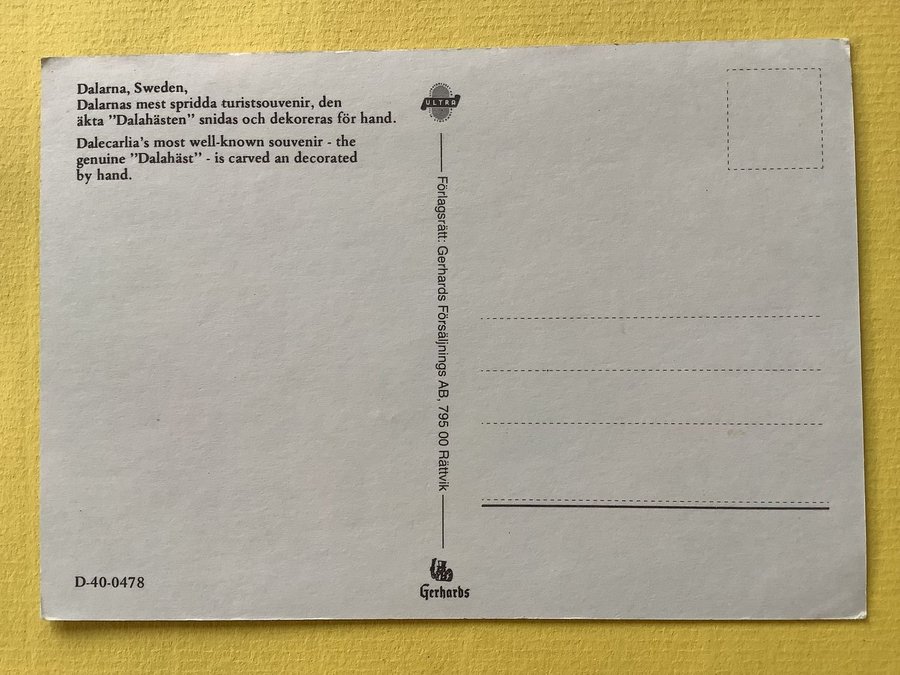 Dalarna, Sweden,
Dalarnas mest spridda turistsouvenir, den
äkta ”Dalahästen” snidas och dekoreras för hand.
Dalecarlia's most well-known souvenir - the
genuine ”Dalahäst” - is carved an decorated
by hand.
D-40-0478
ULTRA
Förlagsrätt: Gerhards Försäljnings AB, 795 00 Rättvik
Gerhards